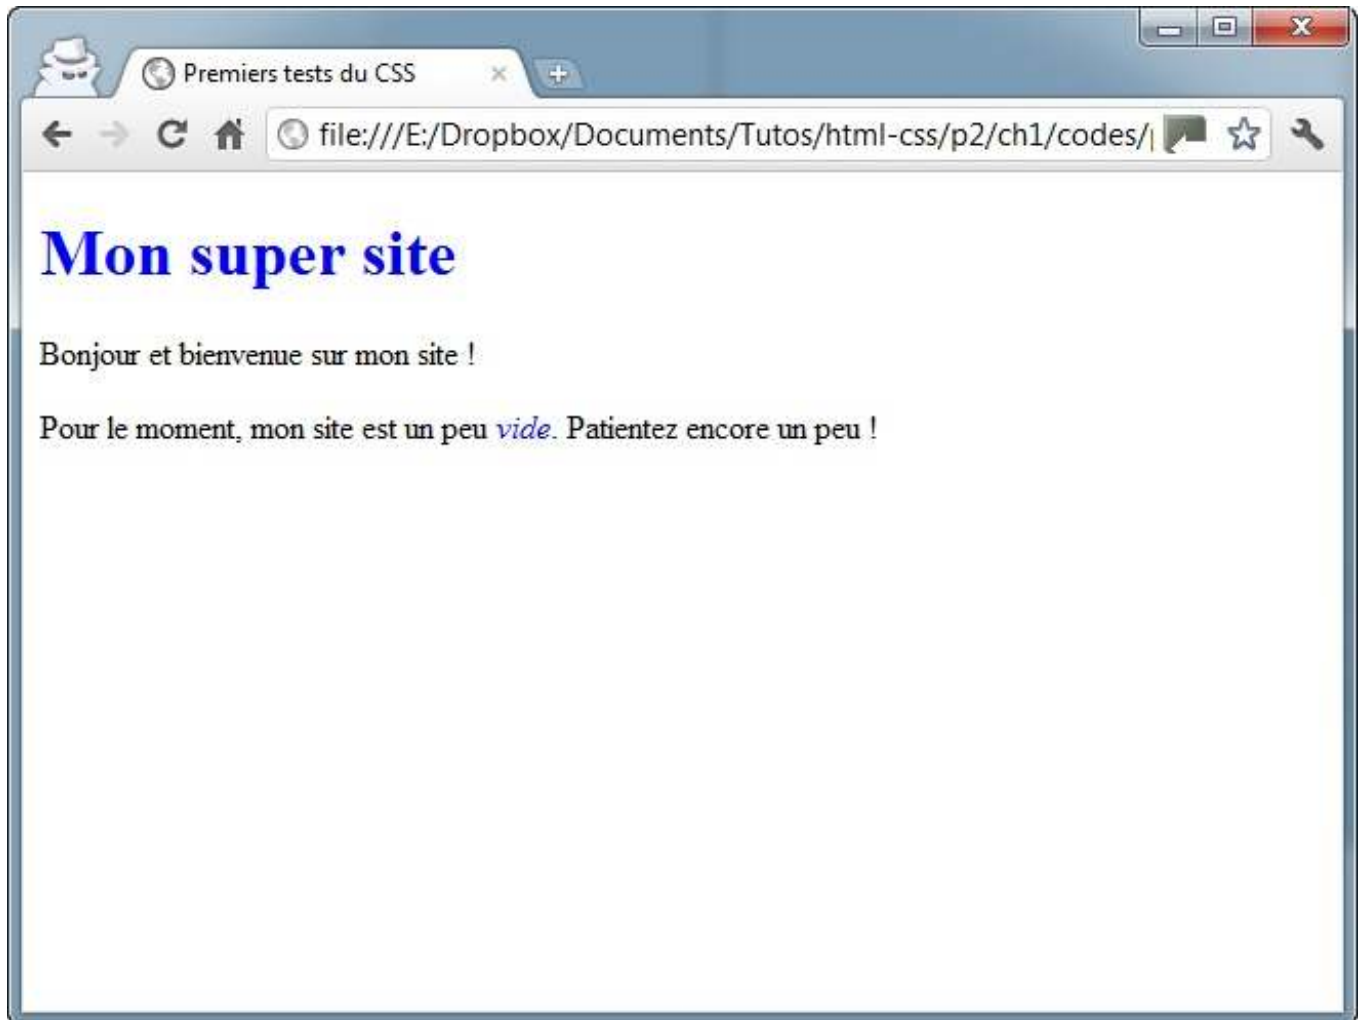 Premiers tests du CSS
file:///E:/Dropbox/Documents/Tutos/html-css/p2/ch1/codes/
Mon super site
Bonjour et bienvenue sur mon site !
Pour le moment, mon site est un peu vide. Patientez encore un peu !